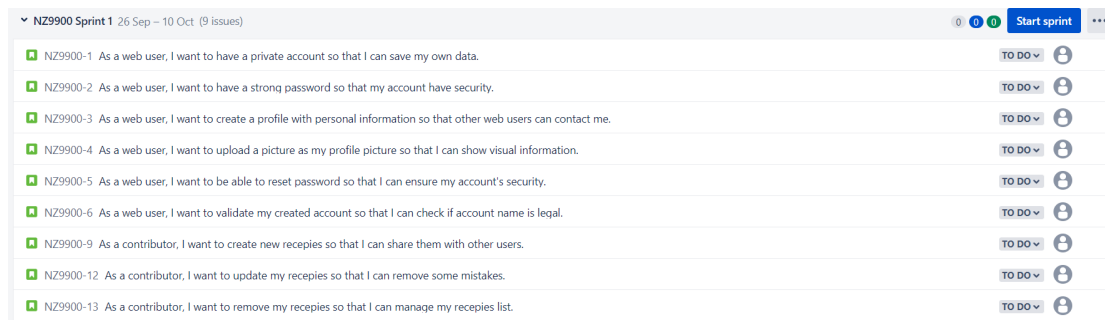 NZ9900 Sprint 1 26 Sep – 10 Oct (9 issues) 0 0 0 Start sprint
NZ9900-1 As a web user, I want to have a private account so that I can save my own data. TO DO
NZ9900-2 As a web user, I want to have a strong password so that my account have security. TO DO
NZ9900-3 As a web user, I want to create a profile with personal information so that other web users can contact me. TO DO
NZ9900-4 As a web user, I want to upload a picture as my profile picture so that I can show visual information. TO DO
NZ9900-5 As a web user, I want to be able to reset password so that I can ensure my account's security. TO DO
NZ9900-6 As a web user, I want to validate my created account so that I can check if account name is legal. TO DO
NZ9900-9 As a contributor, I want to create new recepies so that I can share them with other users. TO DO
NZ9900-12 As a contributor, I want to update my recepies so that I can remove some mistakes. TO DO
NZ9900-13 As a contributor, I want to remove my recepies so that I can manage my recepies list. TO DO